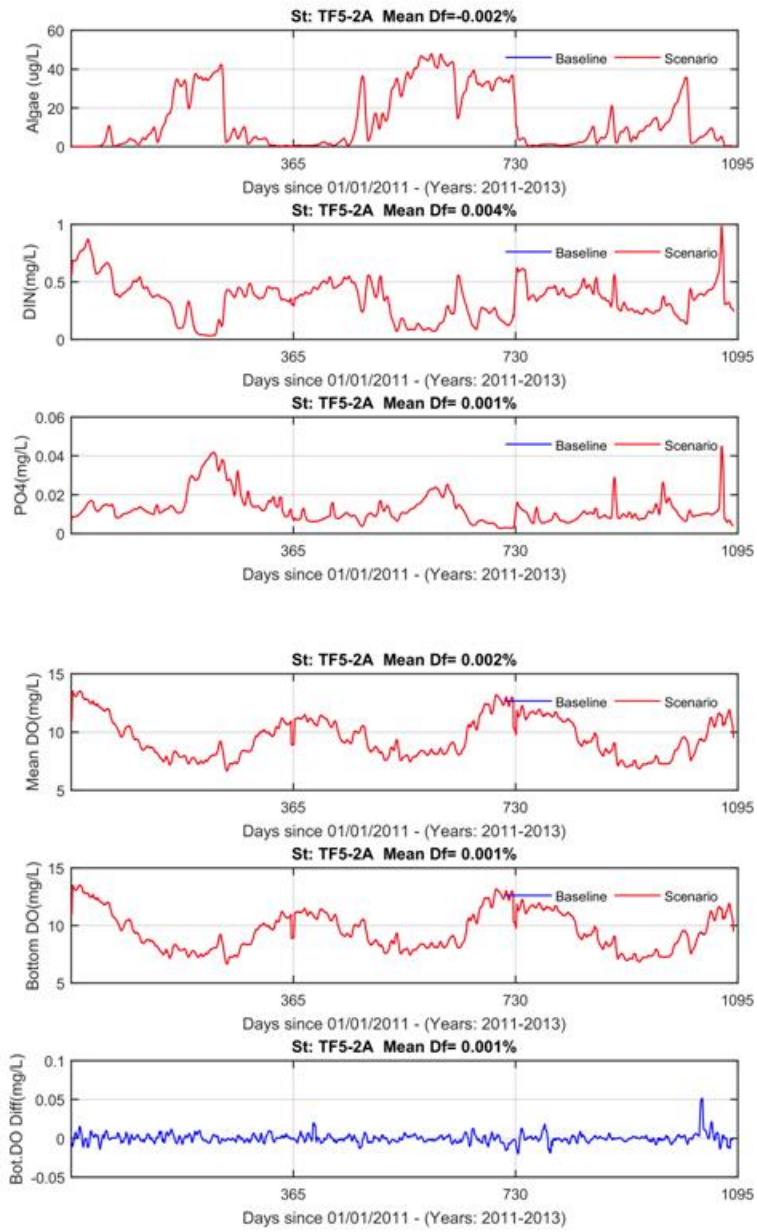 St: TF5-2A Mean Df=-0.002%
60
40
20
0
Algae (ug/L)
Baseline Scenario
365 730 1095
Days since 01/01/2011 - (Years: 2011-2013)
St: TF5-2A Mean Df= 0.004%
1
0.5
0
DIN(mg/L)
Baseline Scenario
365 730 1095
Days since 01/01/2011 - (Years: 2011-2013)
St: TF5-2A Mean Df= 0.001%
0.06
0.04
0.02
0
PO4(mg/L)
Baseline Scenario
365 730 1095
Days since 01/01/2011 - (Years: 2011-2013)
St: TF5-2A Mean Df= 0.002%
15
10
5
Mean DO(mg/L)
Baseline Scenario
365 730 1095
Days since 01/01/2011 - (Years: 2011-2013)
St: TF5-2A Mean Df= 0.001%
15
10
5
Bottom DO(mg/L)
Baseline Scenario
365 730 1095
Days since 01/01/2011 - (Years: 2011-2013)
St: TF5-2A Mean Df= 0.001%
0.1
0.05
0
-0.05
Bot.DO Diff(mg/L)
365 730 1095
Days since 01/01/2011 - (Years: 2011-2013)